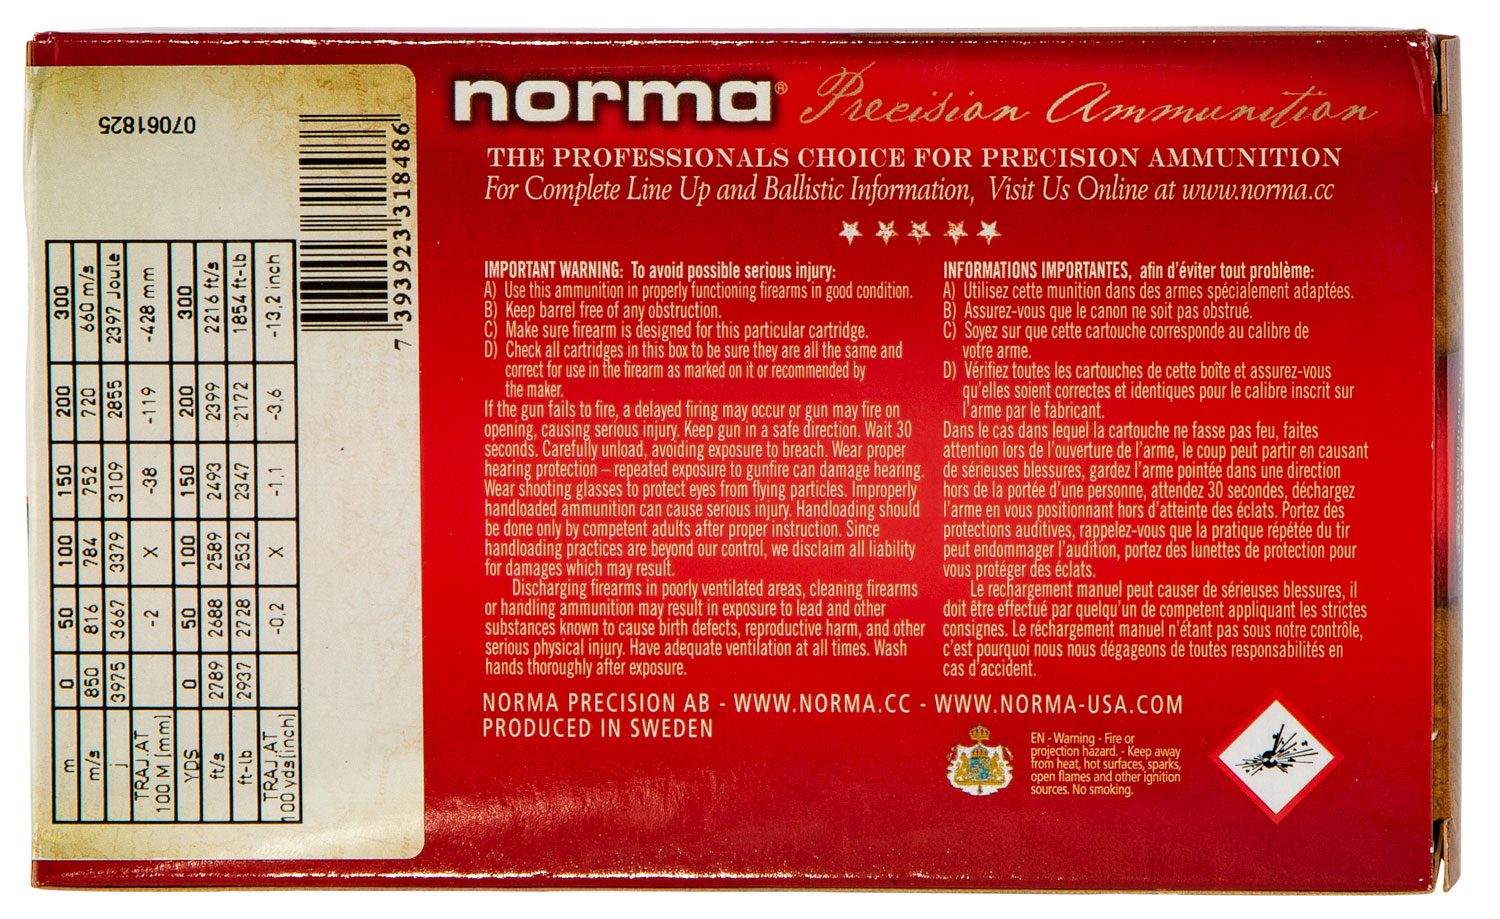 norma® Precision Ammunition
THE PROFESSIONALS CHOICE FOR PRECISION AMMUNITION
For Complete Line Up and Ballistic Information, Visit Us Online at www.norma.cc
IMPORTANT WARNING: To avoid possible serious injury:
A) Use this ammunition in properly functioning firearms in good condition.
B) Keep barrel free of any obstruction.
C) Make sure firearm is designed for this particular cartridge.
D) Check all cartridges in this box to be sure they are all the same and
correct for use in the firearm as marked on it or recommended by
the maker.
If the gun fails to fire, a delayed firing may occur or gun may fire on
opening, causing serious injury. Keep gun in a safe direction. Wait 30
seconds. Carefully unload, avoiding exposure to breach. Wear proper
hearing protection – repeated exposure to gunfire can damage hearing.
Wear shooting glasses to protect eyes from flying particles. Improperly
handloaded ammunition can cause serious injury. Handloading should
be done only by competent adults after proper instruction. Since
handloading practices are beyond our control, we disclaim all liability
for damages which may result.
Discharging firearms in poorly ventilated areas, cleaning firearms
or handling ammunition may result in exposure to lead and other
substances known to cause birth defects, reproductive harm, and other
serious physical injury. Have adequate ventilation at all times. Wash
hands thoroughly after exposure.
INFORMATIONS IMPORTANTES, afin d'éviter tout problème:
A) Utilisez cette munition dans des armes spécialement adaptées.
B) Assurez-vous que le canon ne soit pas obstrué.
C) Soyez sur que cette cartouche corresponde au calibre de
votre arme.
D) Vérifiez toutes les cartouches de cette boîte et assurez-vous
qu'elles soient correctes et identiques pour le calibre inscrit sur
l'arme par le fabricant.
Dans le cas dans lequel la cartouche ne fasse pas feu, faites
attention lors de l'ouverture de l'arme, le coup peut partir en causant
de sérieuses blessures, gardez l'arme pointée dans une direction
hors de la portée d'une personne, attendez 30 secondes, déchargez
l'arme en vous positionnant hors d'atteinte des éclats. Portez des
protections auditives, rappelez-vous que la pratique répétée du tir
peut endommager l'audition, portez des lunettes de protection pour
vous protéger des éclats.
Le rechargement manuel peut causer de sérieuses blessures, il
doit être effectué par quelqu'un de competent appliquant les strictes
consignes. Le réchargement manuel n'étant pas sous notre contrôle,
c'est pourquoi nous nous dégageons de toutes responsabilités en
cas d'accident.
NORMA PRECISION AB - WWW.NORMA.CC - WWW.NORMA-USA.COM
PRODUCED IN SWEDEN
EN - Warning - Fire or
projection hazard. - Keep away
from heat, hot surfaces, sparks,
open flames and other ignition
sources. No smoking.
07061825
7 393923 318486
m 0 50 100 150 200 300
m/s 850 816 784 752 720 660 m/s
j 3975 3667 3379 3109 2855 2397 Joule
TRAJ.AT
100 M (mm) -2 X -38 -119 -428 mm
YDS 0 50 100 150 200 300
ft/s 2789 2688 2589 2493 2399 2216 ft/s
ft-lb 2937 2728 2532 2347 2172 1854 ft-lb
TRAJ.AT
100 yds(inch) -0,2 X -1,1 -3,6 -13,2 inch